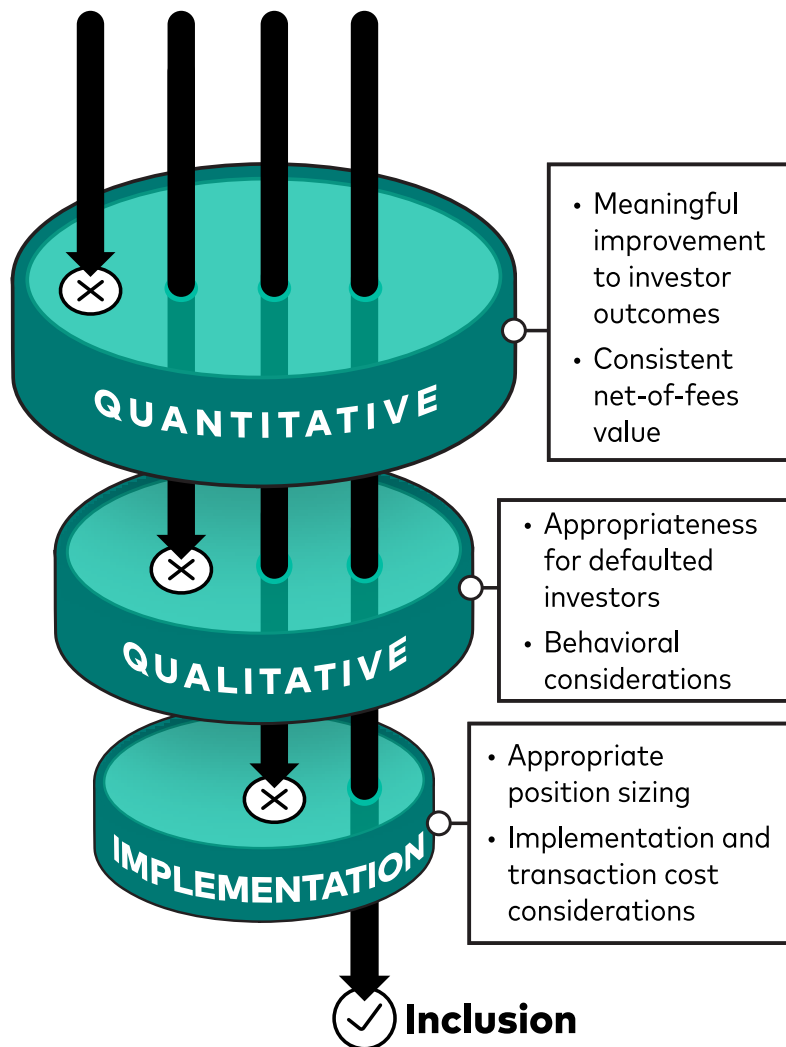 • Meaningful
improvement
to investor
outcomes
• Consistent
net-of-fees
value
QUANTITATIVE
• Appropriateness
for defaulted
investors
• Behavioral
considerations
QUALITATIVE
• Appropriate
position sizing
• Implementation and
transaction cost
considerations
IMPLEMENTATION
Inclusion